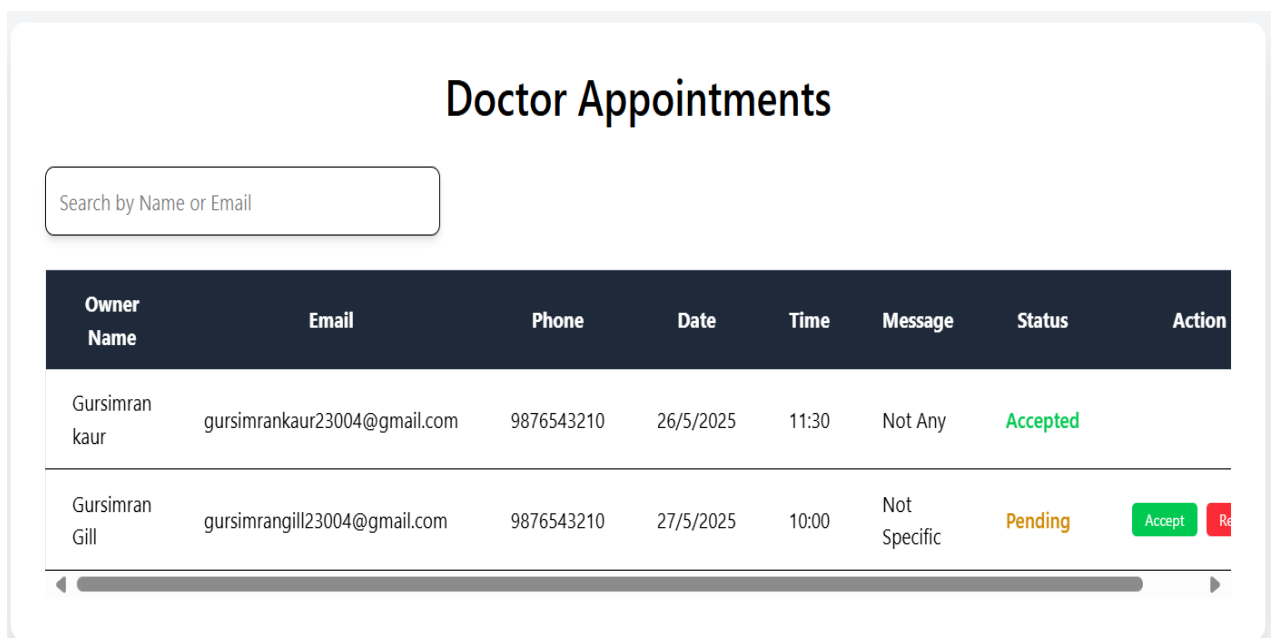 Doctor Appointments
Search by Name or Email
Owner Name Email Phone Date Time Message Status Action
Gursimran kaur gursimrankaur23004@gmail.com 9876543210 26/5/2025 11:30 Not Any Accepted
Gursimran Gill gursimrangill23004@gmail.com 9876543210 27/5/2025 10:00 Not Specific Pending Accept Re